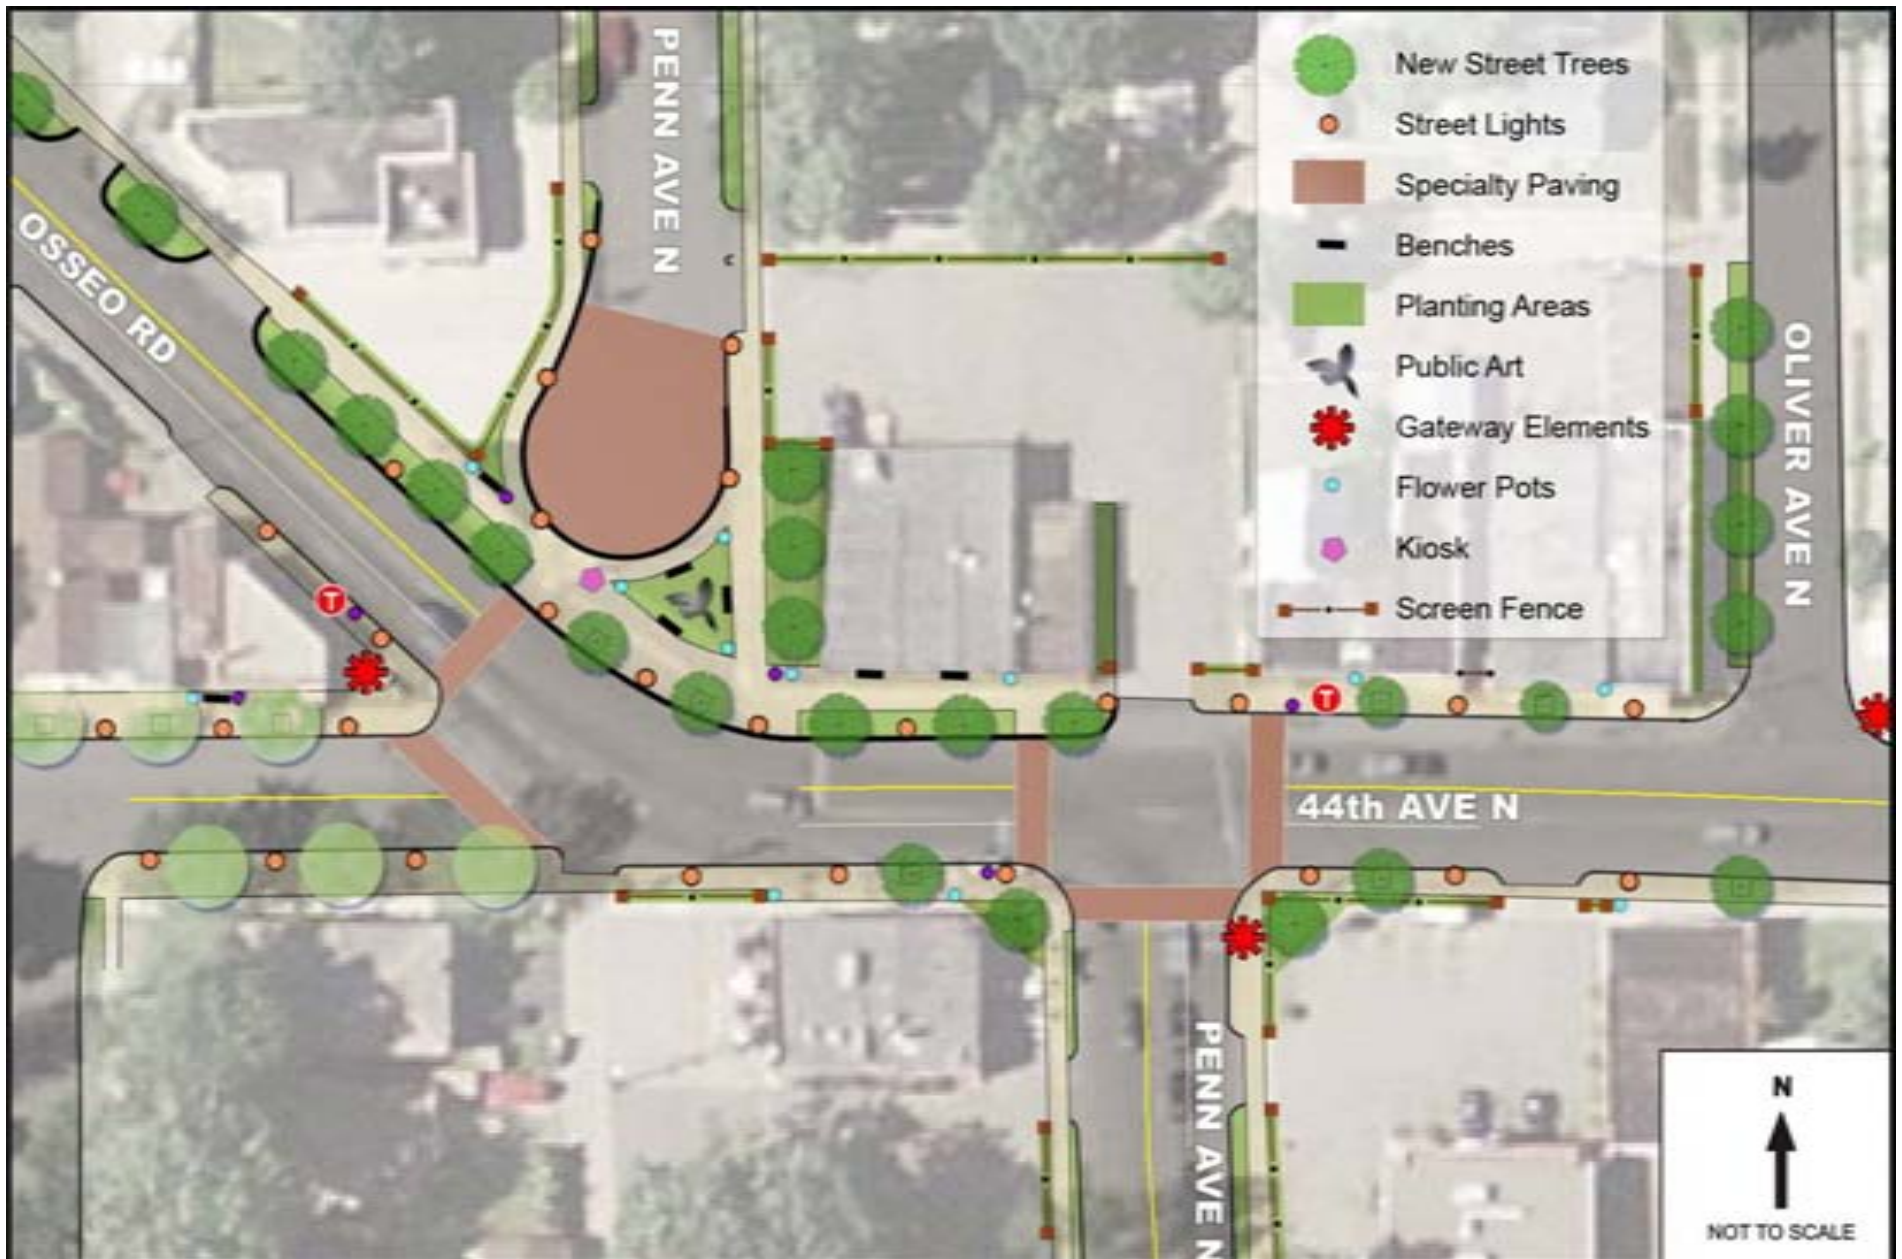 PENN AVE N
New Street Trees
Street Lights
Specialty Paving
Benches
Planting Areas
Public Art
Gateway Elements
Flower Pots
Kiosk
Screen Fence
OSSEO RD
OLIVER AVE N
T
T
44th AVE N
PENN AVE N
N
NOT TO SCALE